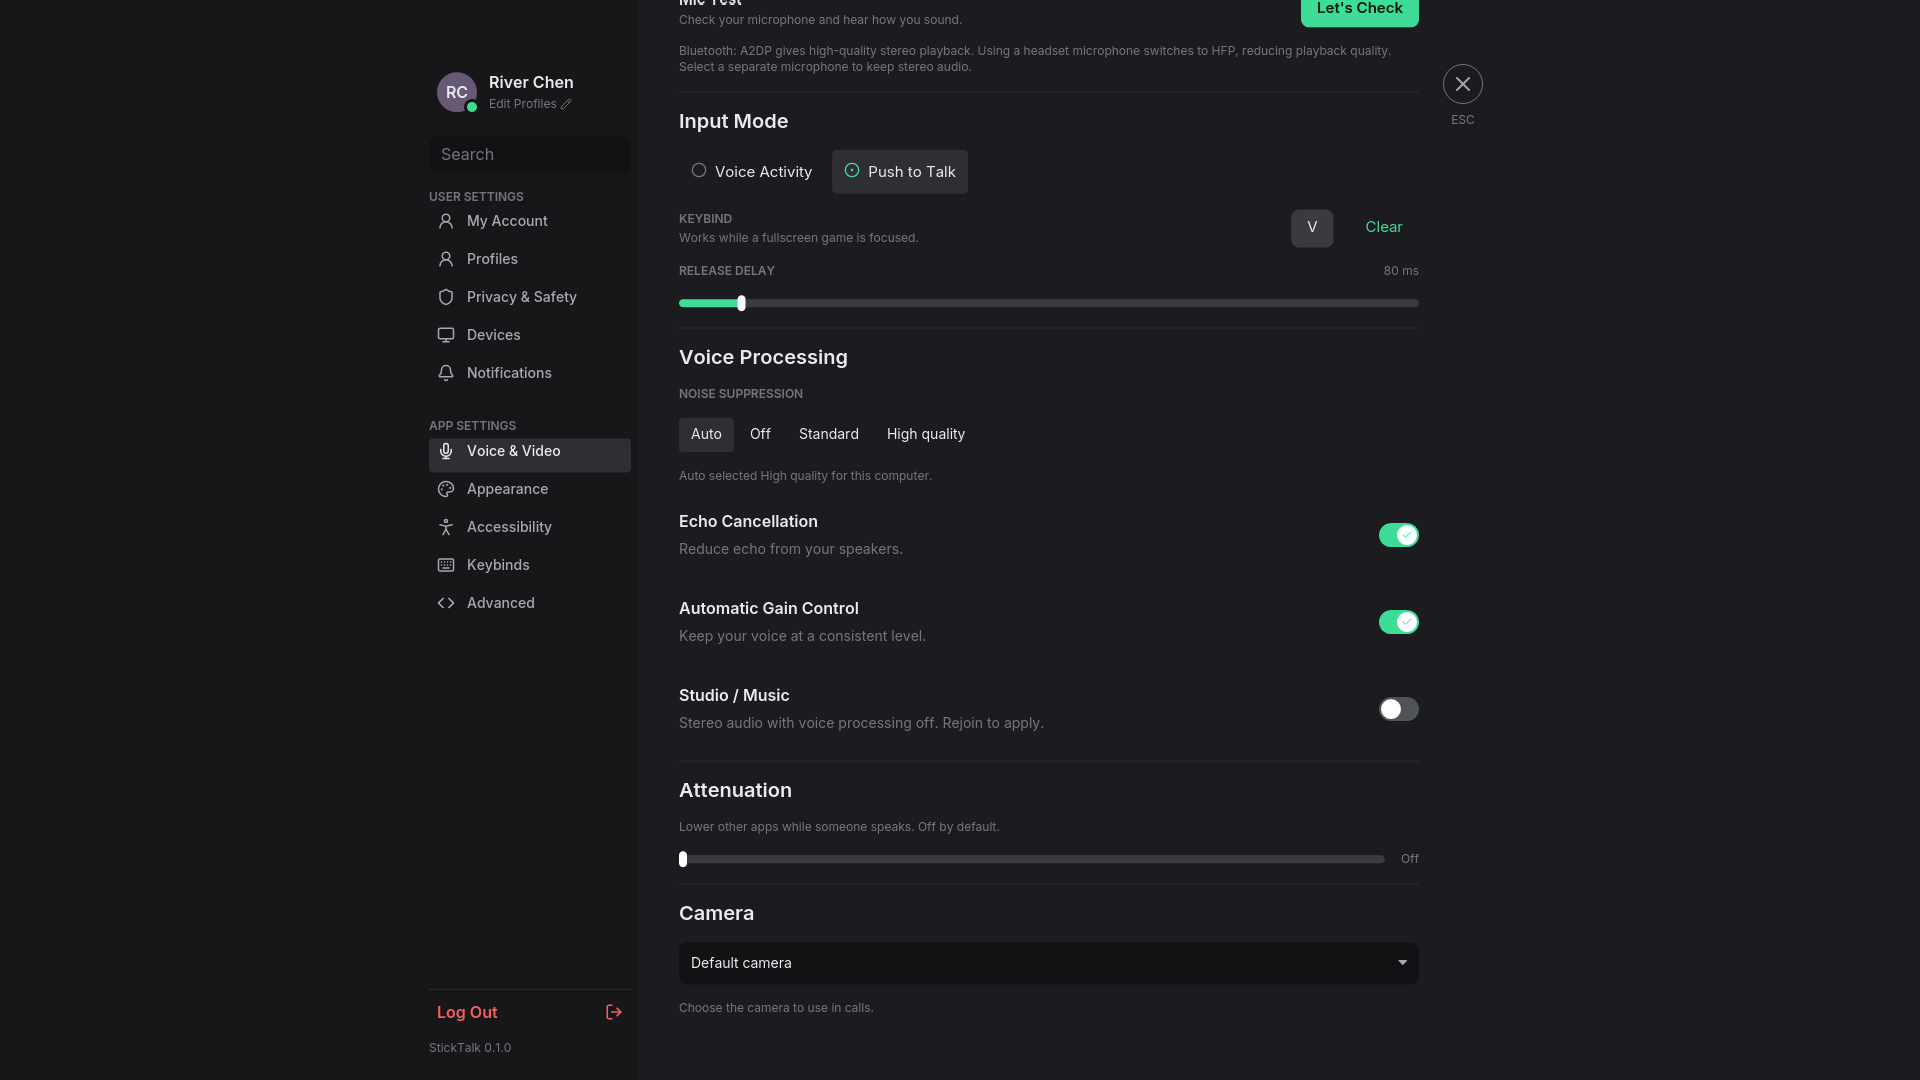 River Chen
Edit Profiles
RC
Search
USER SETTINGS
My Account
Profiles
Privacy & Safety
Devices
Notifications
APP SETTINGS
Voice & Video
Appearance
Accessibility
Keybinds
Advanced
Log Out
StickTalk 0.1.0
Mic Test
Check your microphone and hear how you sound.
Let's Check
Bluetooth: A2DP gives high-quality stereo playback. Using a headset microphone switches to HFP, reducing playback quality.
Select a separate microphone to keep stereo audio.
ESC
Input Mode
Voice Activity
Push to Talk
KEYBIND
Works while a fullscreen game is focused.
V
Clear
RELEASE DELAY
80 ms
Voice Processing
NOISE SUPPRESSION
Auto
Off
Standard
High quality
Auto selected High quality for this computer.
Echo Cancellation
Reduce echo from your speakers.
Automatic Gain Control
Keep your voice at a consistent level.
Studio / Music
Stereo audio with voice processing off. Rejoin to apply.
Attenuation
Lower other apps while someone speaks. Off by default.
Off
Camera
Default camera
Choose the camera to use in calls.